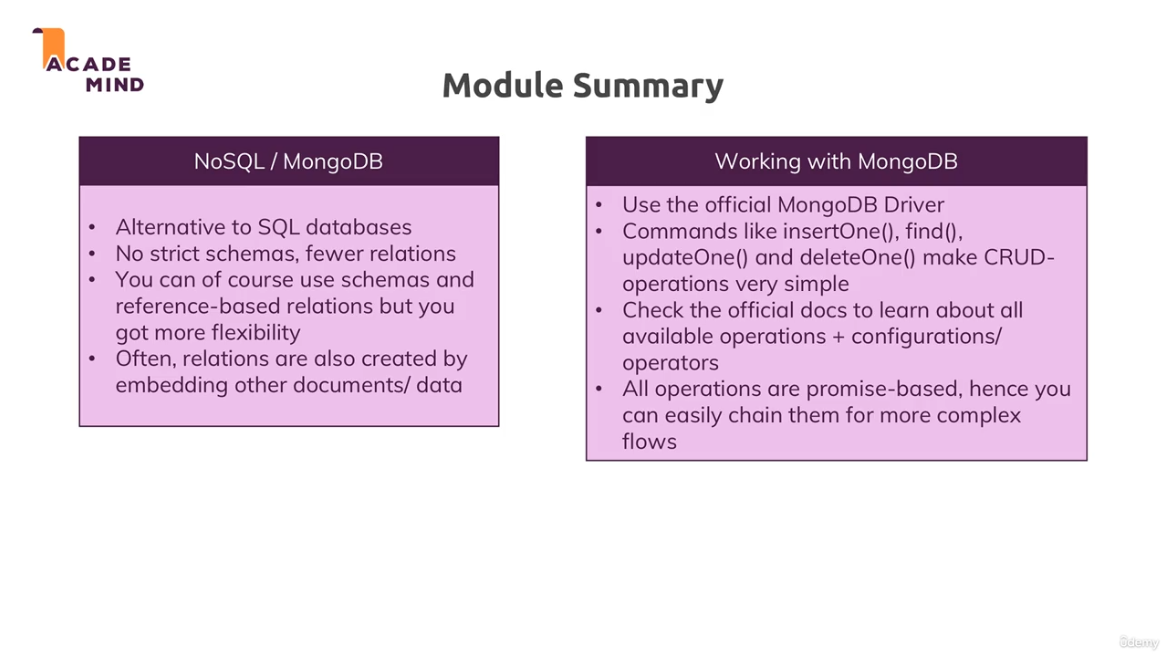 ACADE
MIND
Module Summary
NoSQL / MongoDB
• Alternative to SQL databases
• No strict schemas, fewer relations
• You can of course use schemas and
reference-based relations but you
got more flexibility
• Often, relations are also created by
embedding other documents/ data
Working with MongoDB
• Use the official MongoDB Driver
• Commands like insertOne(), find(),
updateOne() and deleteOne() make CRUD-
operations very simple
• Check the official docs to learn about all
available operations + configurations/
operators
• All operations are promise-based, hence you
can easily chain them for more complex
flows
ûdemy